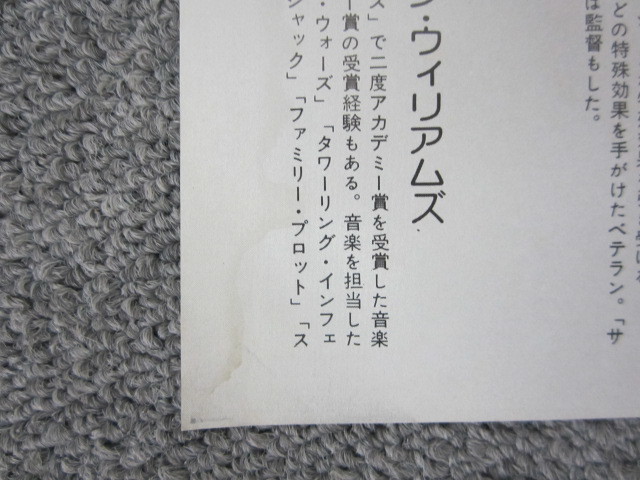 どの特殊効果を手がけたベテラン。「サ
は監督もした。
ン・ウィリアムズ
ズ」で二度アカデミー賞を受賞した音楽
ー賞の受賞経験もある。音楽を担当した
・ウォーズ」「タワーリング・インフェ
ジャック」「ファミリー・プロット」「ス